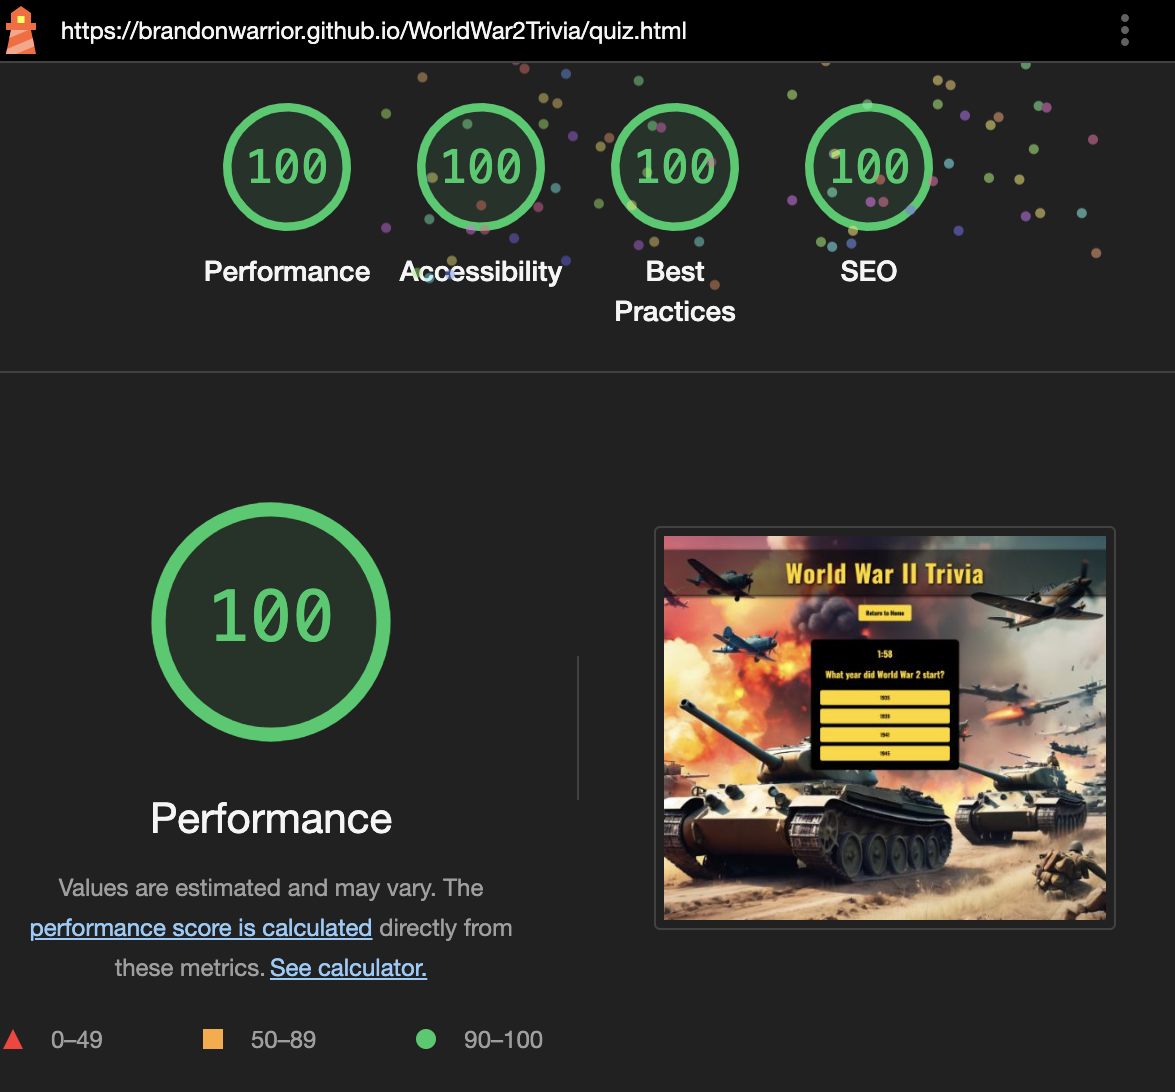 https://brandonwarrior.github.io/WorldWar2Trivia/quiz.html
100
100
100
100
Performance
Accessibility
Best
Practices
SEO
100
Performance
Values are estimated and may vary. The
performance score is calculated directly from
these metrics. See calculator.
0–49
50–89
90–100
World War II Trivia
Return to Home
1:58
What year did World War 2 start?
1935
1939
1941
1945